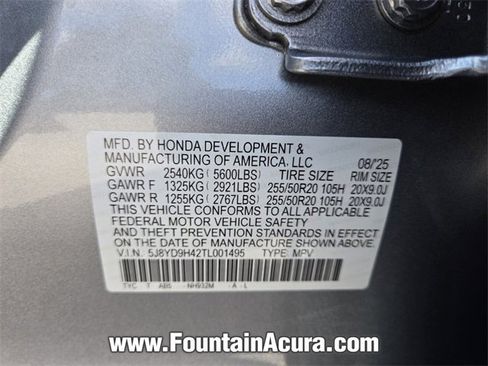 MFD. BY HONDA DEVELOPMENT &
MANUFACTURING OF AMERICA, LLC 08/'25
GVWR 2540KG( 5600LBS) TIRE SIZE RIM SIZE
GAWR F 1325KG( 2921LBS) 255/50R20 105H 20X9.0J
GAWR R 1255KG( 2767LBS) 255/50R20 105H 20X9.0J
THIS VEHICLE CONFORMS TO ALL APPLICABLE
FEDERAL MOTOR VEHICLE SAFETY
AND THEFT PREVENTION STANDARDS IN EFFECT
ON THE DATE OF MANUFACTURE SHOWN ABOVE.
V.I.N. 5J8YD9H42TL001495 TYPE: MPV
TYC T AB5 NH932M -A -L
www.FountainAcura.com